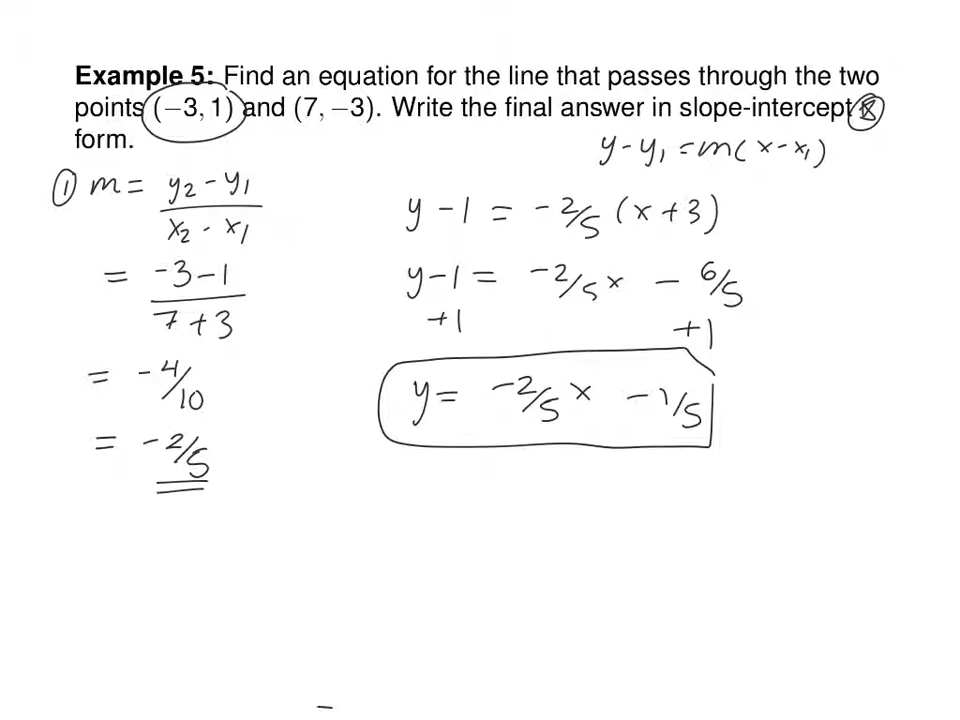 Example 5: Find an equation for the line that passes through the two
points (−3, 1) and (7, −3). Write the final answer in slope-intercept
form.
y - y₁ = m(x - x₁)
① m = y₂ - y₁ / x₂ - x₁
= -3 - 1 / 7 + 3
= -4/10
= -2/5
y - 1 = -2/5 (x + 3)
y - 1 = -2/5 x - 6/5
+1 +1
y = -2/5 x - 1/5